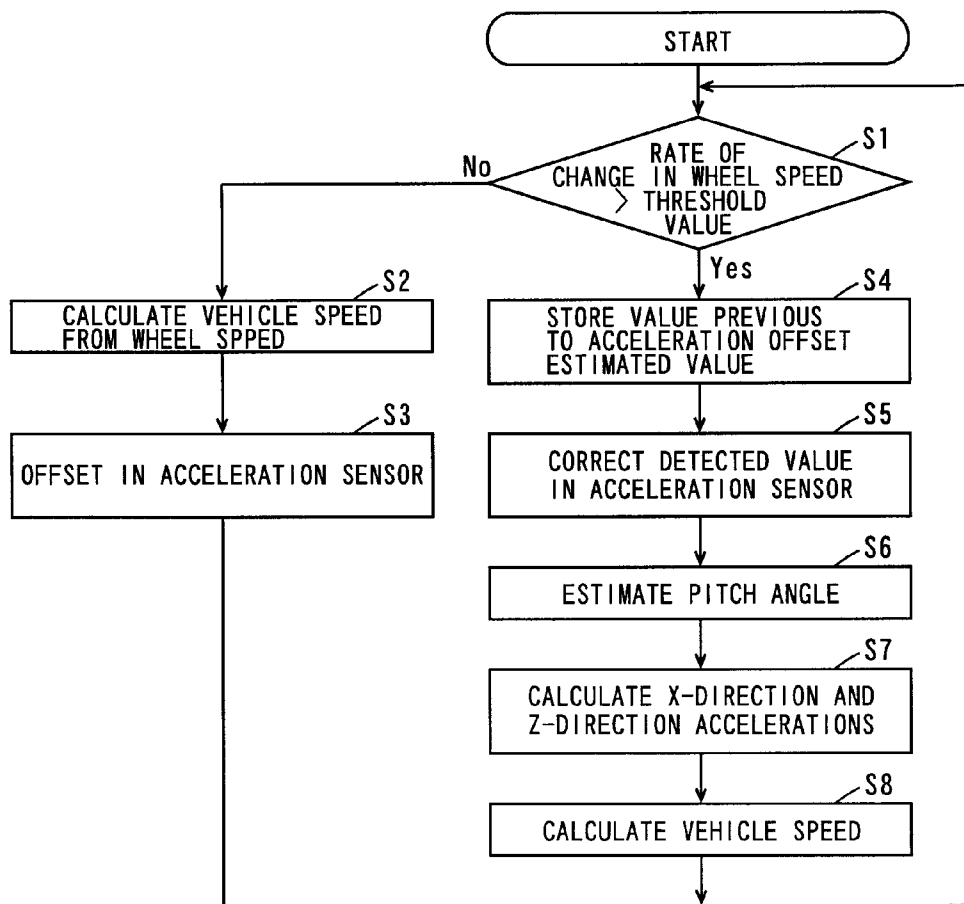 START
S1
RATE OF
CHANGE IN WHEEL SPEED
> THRESHOLD
VALUE
No
Yes
S2
CALCULATE VEHICLE SPEED
FROM WHEEL SPPED
S3
OFFSET IN ACCELERATION SENSOR
S4
STORE VALUE PREVIOUS
TO ACCELERATION OFFSET
ESTIMATED VALUE
S5
CORRECT DETECTED VALUE
IN ACCELERATION SENSOR
S6
ESTIMATE PITCH ANGLE
S7
CALCULATE X-DIRECTION AND
Z-DIRECTION ACCELERATIONS
S8
CALCULATE VEHICLE SPEED